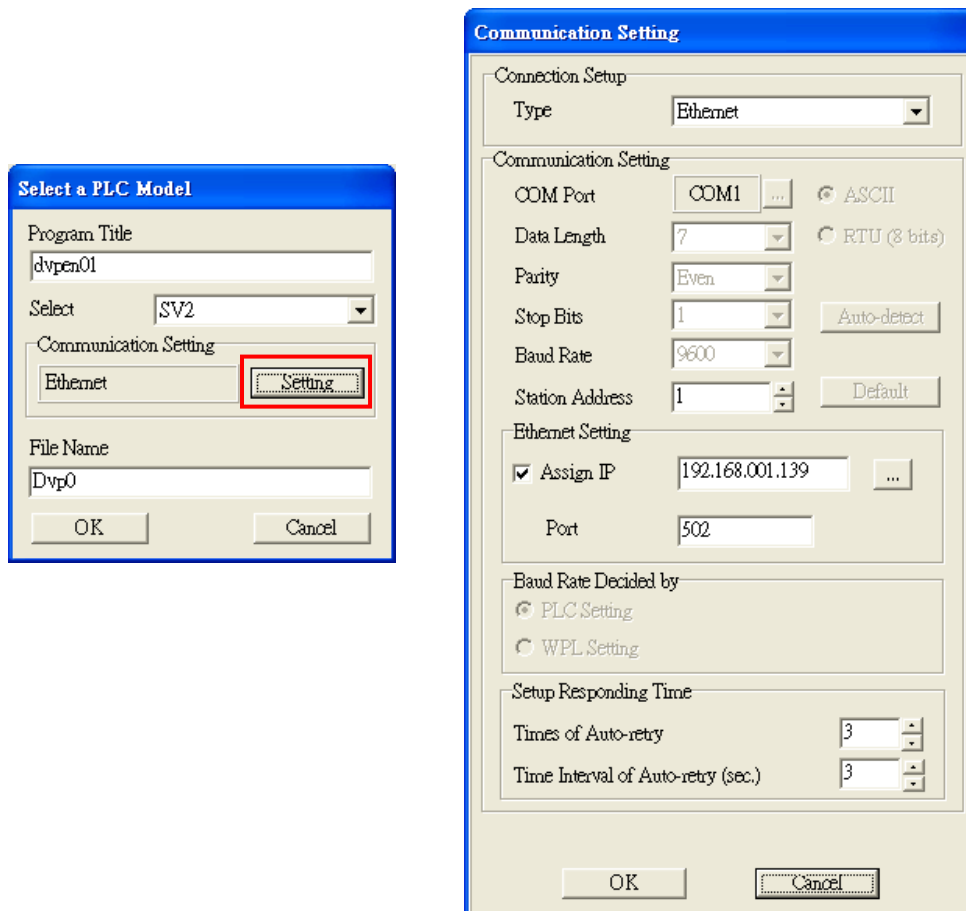 Select a PLC Model
Program Title
dvpen01
Select SV2
Communication Setting
Ethernet Setting
File Name
Dvp0
OK Cancel
Communication Setting
Connection Setup
Type Ethernet
Communication Setting
COM Port COM1 ... ASCII
Data Length 7 RTU (8 bits)
Parity Even
Stop Bits 1 Auto-detect
Baud Rate 9600
Station Address 1 Default
Ethernet Setting
Assign IP 192.168.001.139 ...
Port 502
Baud Rate Decided by
PLC Setting
WPL Setting
Setup Responding Time
Times of Auto-retry 3
Time Interval of Auto-retry (sec.) 3
OK Cancel